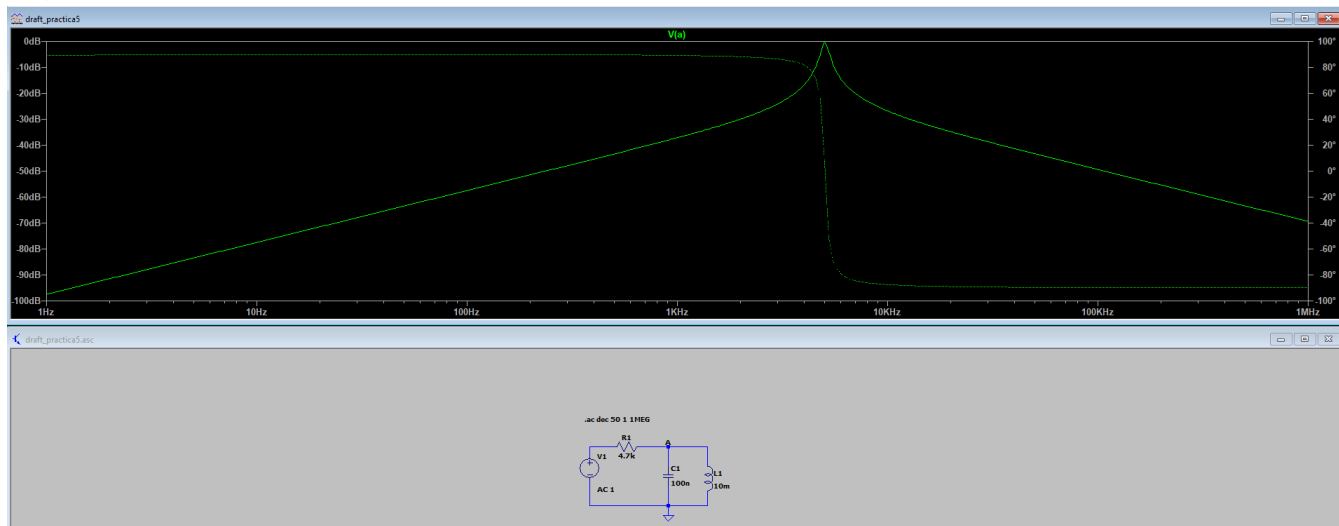 draft_practica5
V(a)
0dB
-10dB
-20dB
-30dB
-40dB
-50dB
-60dB
-70dB
-80dB
-90dB
-100dB
100°
80°
60°
40°
20°
0°
-20°
-40°
-60°
-80°
-100°
1Hz 10Hz 100Hz 1KHz 10KHz 100KHz 1MHz
draft_practica5.asc
.ac dec 50 1 1MEG
R1 A
4.7k
V1
C1
100n
L1
10m
AC 1